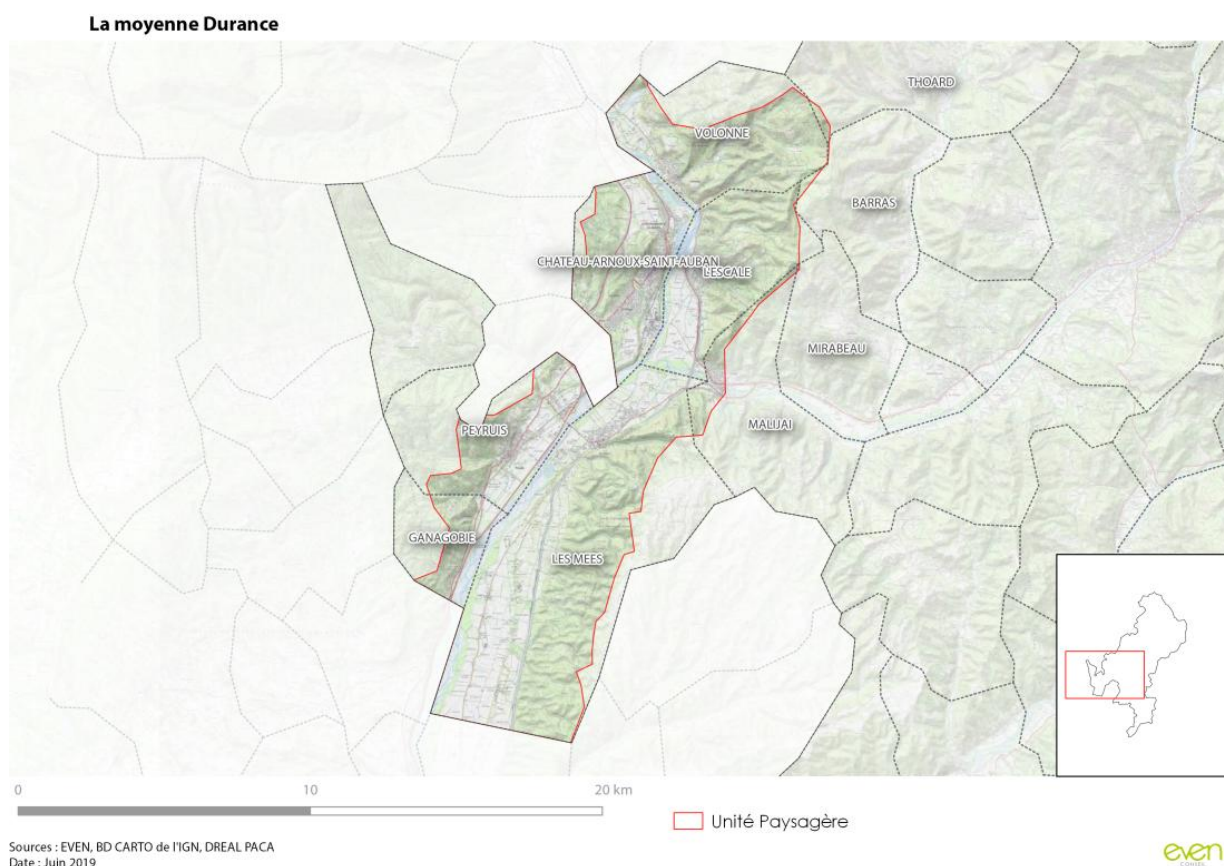 La moyenne Durance
THOARD
VOLONNE
BARRAS
CHATEAU-ARNOUX-SAINT-AUBAN
L'ESCALE
MIRABEAU
MALIJAI
PEYRUIS
GANAGOBIE
LES MEES
0 10 20 km
Unité Paysagère
Sources : EVEN, BD CARTO de l'IGN, DREAL PACA
Date : Juin 2019
even
CONSEIL